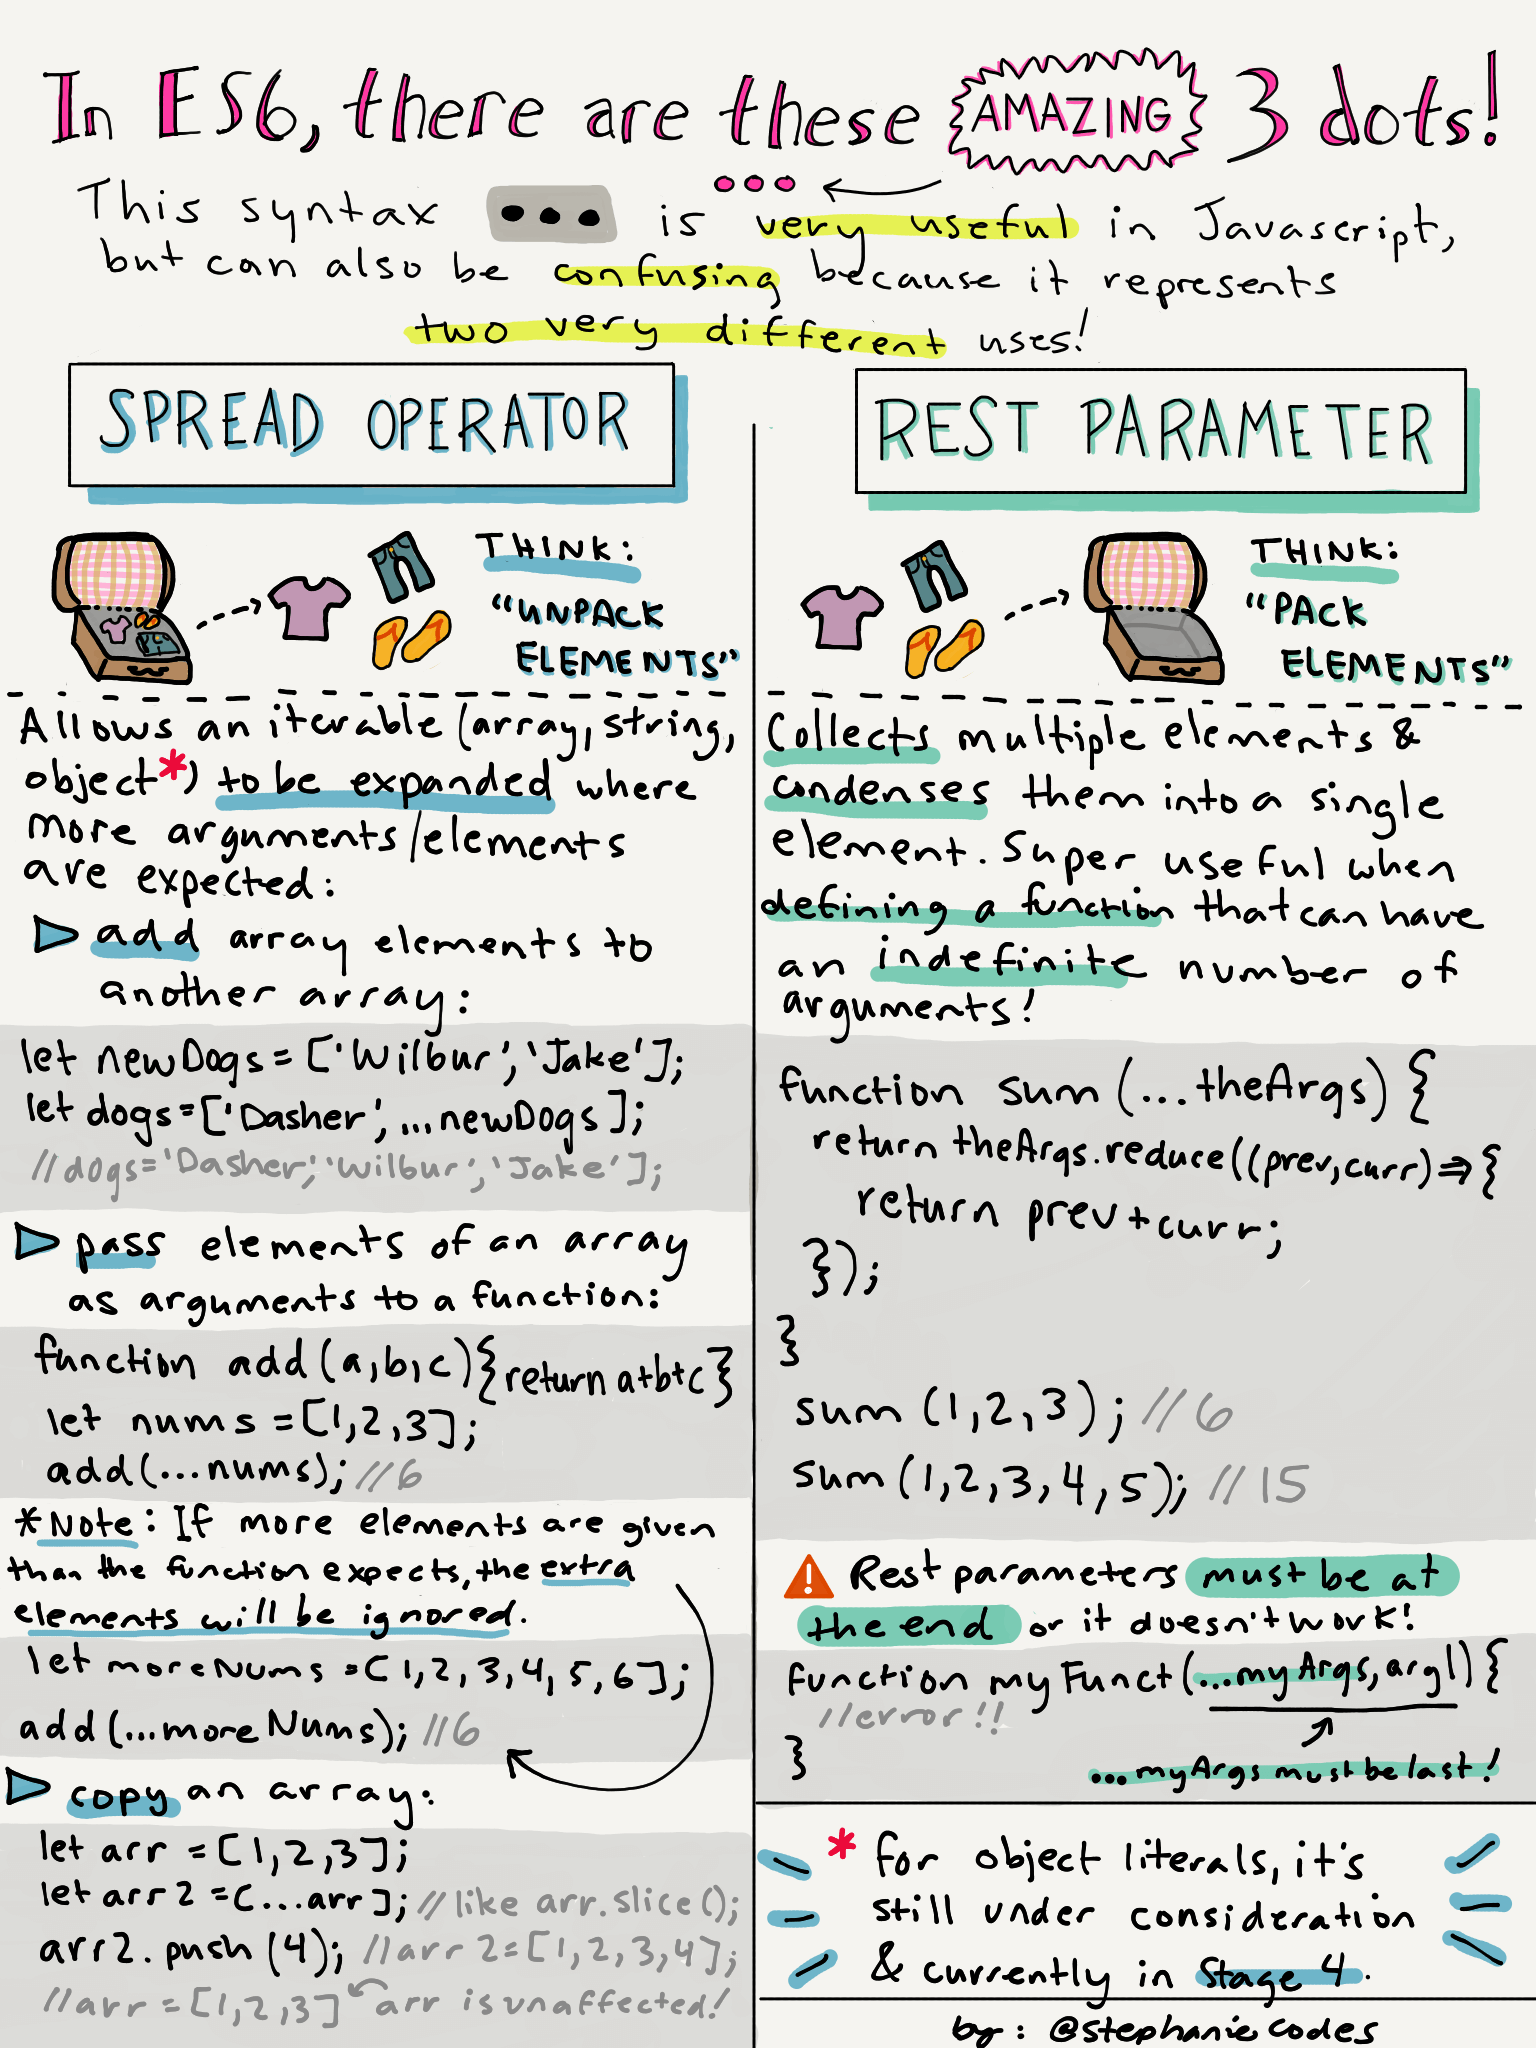 In ES6, there are these AMAZING 3 dots!
...
This syntax ... is very useful in Javascript,
but can also be confusing because it represents
two very different uses!
SPREAD OPERATOR
THINK:
"UNPACK
ELEMENTS"
Allows an iterable (array, string,
object*) to be expanded where
more arguments/elements
are expected:
add array elements to
another array:
let newDogs = ['Wilbur', 'Jake'];
let dogs = ['Dasher', ...newDogs];
//dogs = 'Dasher', 'Wilbur', 'Jake'];
pass elements of an array
as arguments to a function:
function add(a,b,c){return a+b+c}
let nums = [1,2,3];
add(...nums); //6
*Note: If more elements are given
than the function expects, the extra
elements will be ignored.
let moreNums = [1,2,3,4,5,6];
add(...moreNums); //6
copy an array:
let arr = [1,2,3];
let arr2 = [...arr]; //like arr.slice();
arr2.push(4); //arr2 = [1,2,3,4];
//arr = [1,2,3] arr is unaffected!
REST PARAMETER
THINK:
"PACK
ELEMENTS"
Collects multiple elements &
condenses them into a single
element. Super useful when
defining a function that can have
an indefinite number of
arguments!
function sum(...theArgs){
return theArgs.reduce((prev,curr)=>{
return prev+curr;
});
}
sum(1,2,3); //6
sum(1,2,3,4,5); //15
! Rest parameters must be at
the end or it doesn't work!
function myFunct(...myArgs, arg1){
//error!!
}
...myArgs must be last!
* for object literals, it's
still under consideration
& currently in Stage 4.
by: @stephaniecodes